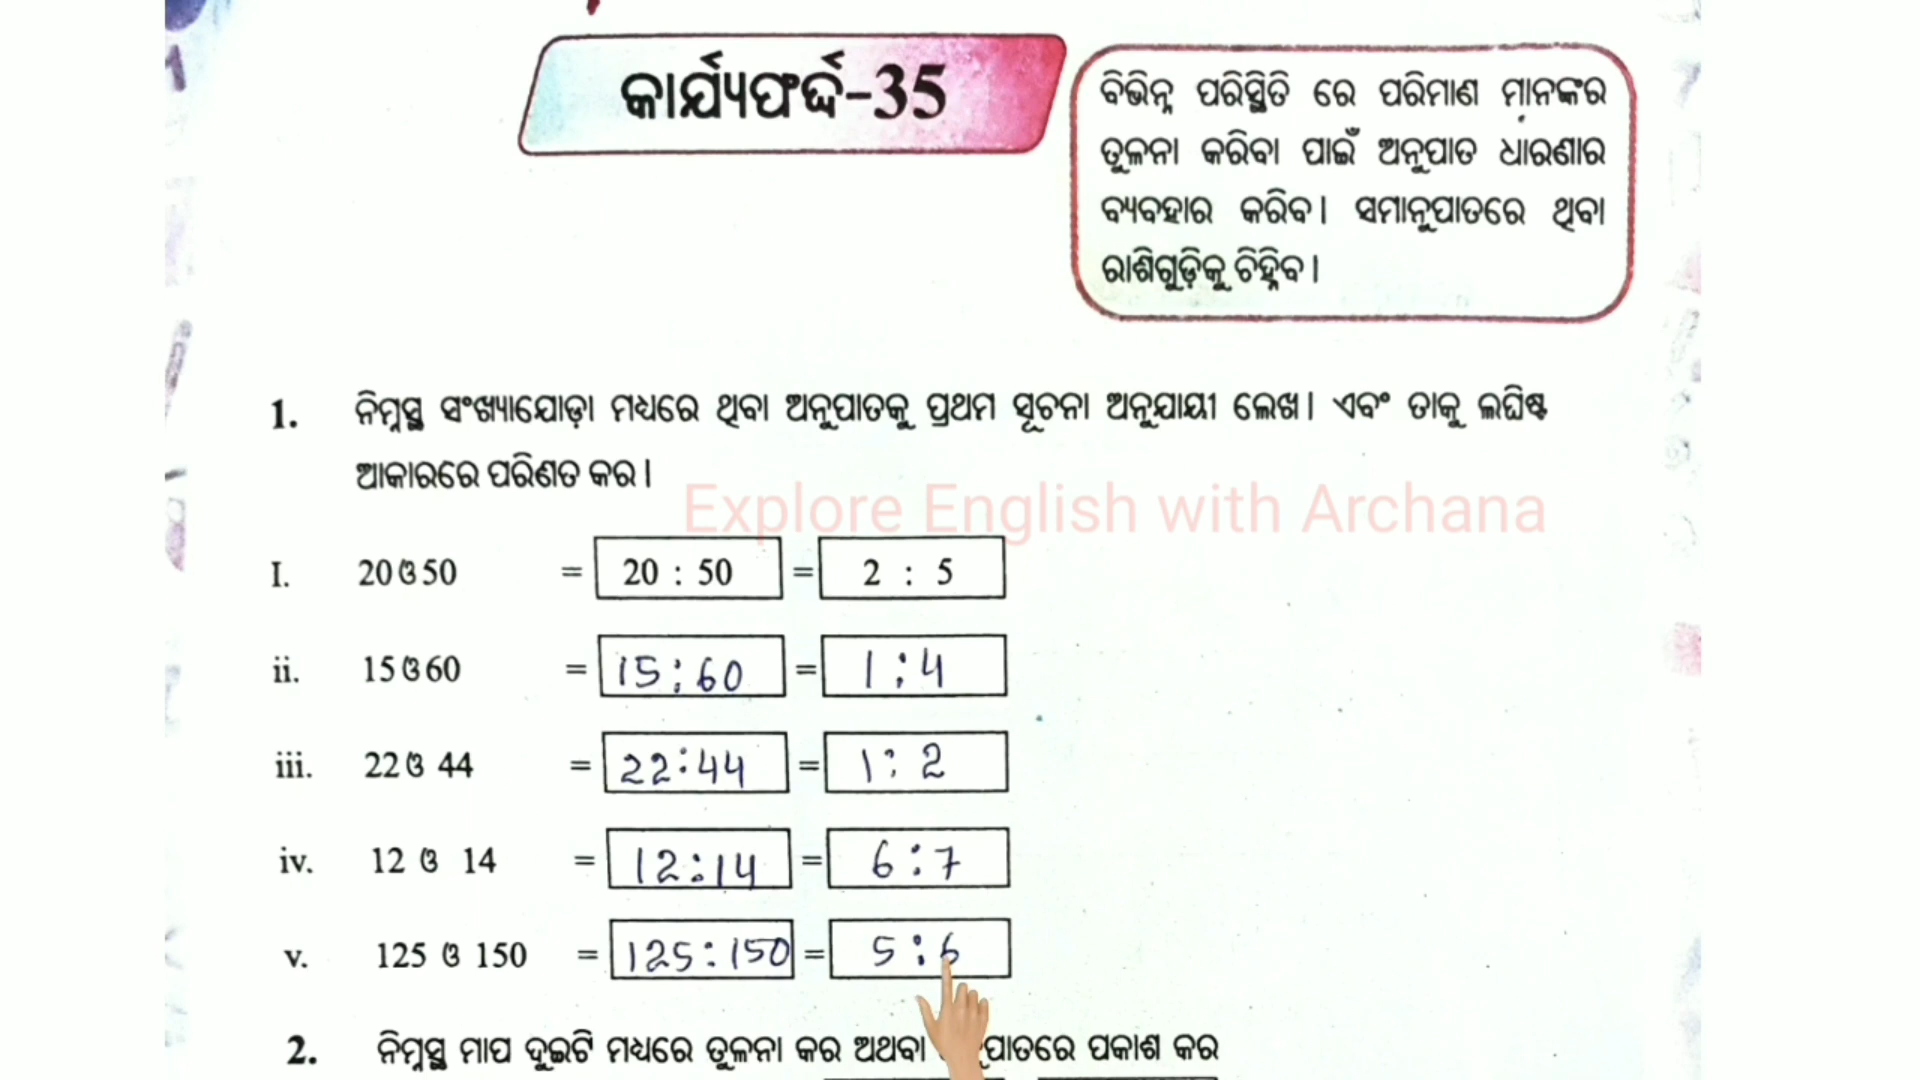 କାର୍ଯ୍ୟଫର୍ଦ୍ଦ-35
ବିଭିନ୍ନ ପରିସ୍ଥିତି ରେ ପରିମାଣ ମାନଙ୍କର
ତୁଳନା କରିବା ପାଇଁ ଅନୁପାତ ଧାରଣାର
ବ୍ୟବହାର କରିବ। ସମାନୁପାତରେ ଥିବା
ରାଶିଗୁଡ଼ିକୁ ଚିହ୍ନିବ।
1. ନିମ୍ନସ୍ଥ ସଂଖ୍ୟାଯୋଡ଼ା ମଧ୍ୟରେ ଥିବା ଅନୁପାତକୁ ପ୍ରଥମ ସୂଚନା ଅନୁଯାୟୀ ଲେଖ। ଏବଂ ତାକୁ ଲଘିଷ୍ଟ
ଆକାରରେ ପରିଣତ କର।
Explore English with Archana
I. 20 ଓ 50 = 20 : 50 = 2 : 5
ii. 15 ଓ 60 = 15:60 = 1:4
iii. 22 ଓ 44 = 22:44 = 1:2
iv. 12 ଓ 14 = 12:14 = 6:7
v. 125 ଓ 150 = 125:150 = 5:6
2. ନିମ୍ନସ୍ଥ ମାପ ଦୁଇଟି ମଧ୍ୟରେ ତୁଳନା କର ଅଥବା ପକାଶ କର